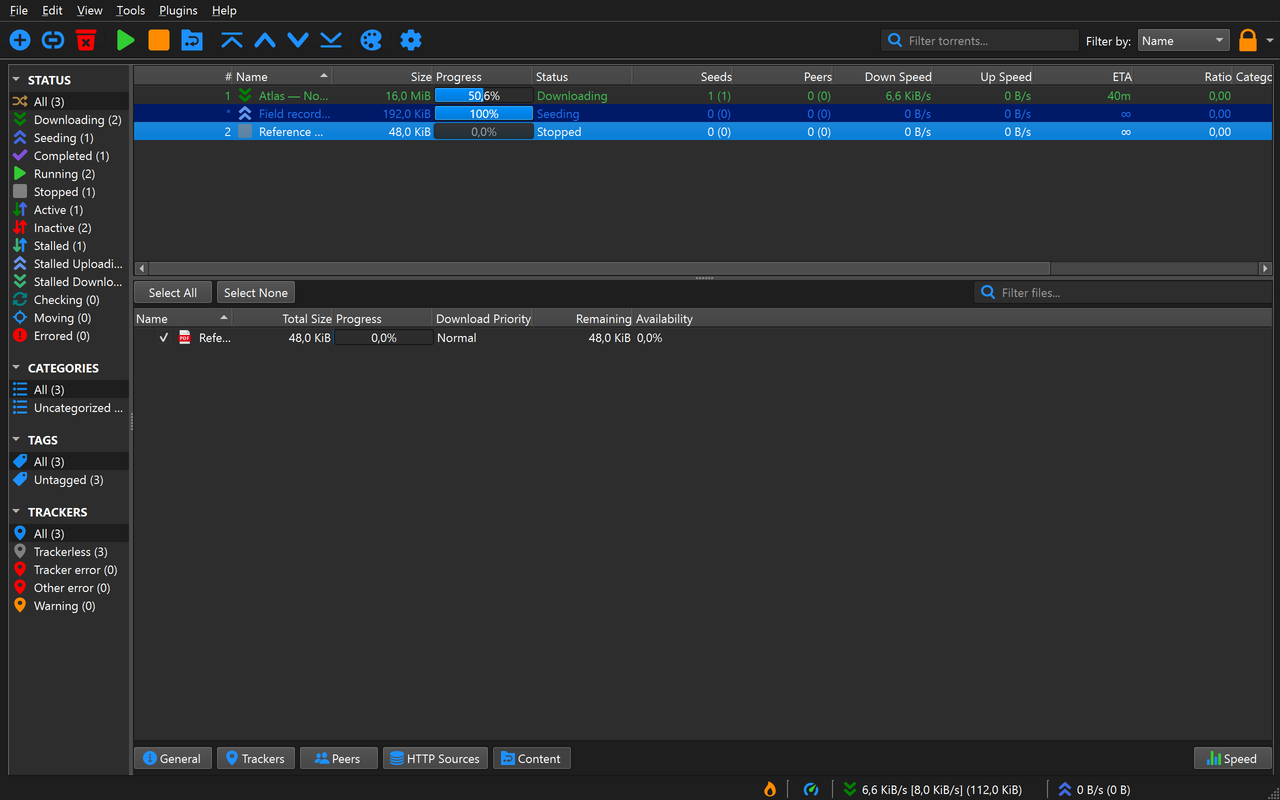 File Edit View Tools Plugins Help
Filter torrents... Filter by: Name
STATUS
All (3)
Downloading (2)
Seeding (1)
Completed (1)
Running (2)
Stopped (1)
Active (1)
Inactive (2)
Stalled (1)
Stalled Uploadi...
Stalled Downlo...
Checking (0)
Moving (0)
Errored (0)
CATEGORIES
All (3)
Uncategorized ...
TAGS
All (3)
Untagged (3)
TRACKERS
All (3)
Trackerless (3)
Tracker error (0)
Other error (0)
Warning (0)
# Name Size Progress Status Seeds Peers Down Speed Up Speed ETA Ratio Catego
1 Atlas — No... 16,0 MiB 50,6% Downloading 1 (1) 0 (0) 6,6 KiB/s 0 B/s 40m 0,00
* Field record... 192,0 KiB 100% Seeding 0 (0) 0 (0) 0 B/s 0 B/s ∞ 0,00
2 Reference ... 48,0 KiB 0,0% Stopped 0 (0) 0 (0) 0 B/s 0 B/s ∞ 0,00
Select All Select None Filter files...
Name Total Size Progress Download Priority Remaining Availability
Refe... 48,0 KiB 0,0% Normal 48,0 KiB 0,0%
General Trackers Peers HTTP Sources Content Speed
6,6 KiB/s [8,0 KiB/s] (112,0 KiB) 0 B/s (0 B)